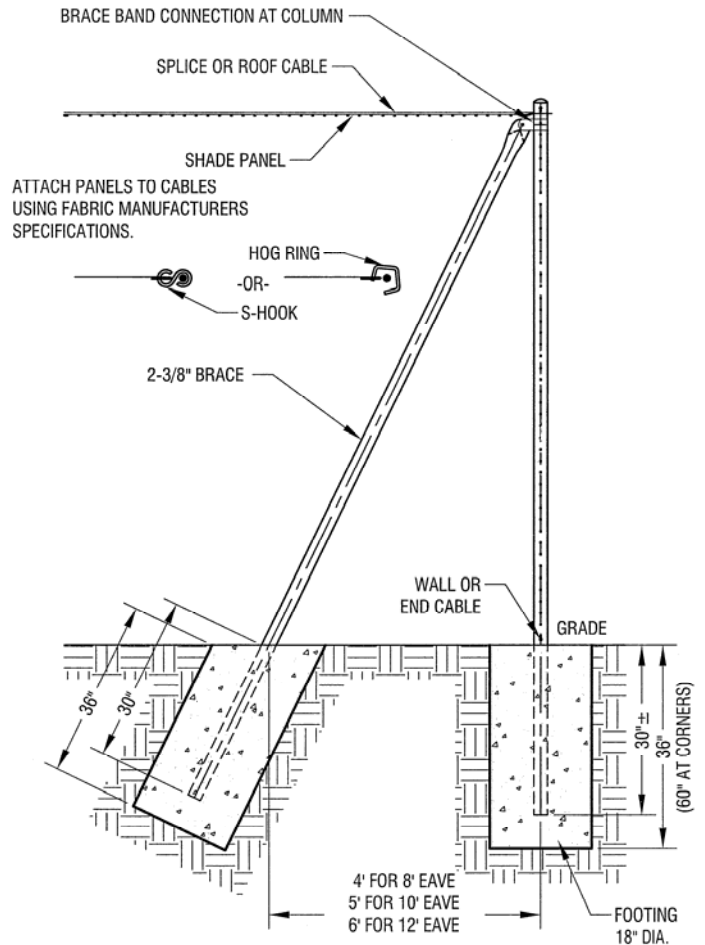 BRACE BAND CONNECTION AT COLUMN
SPLICE OR ROOF CABLE
SHADE PANEL
ATTACH PANELS TO CABLES
USING FABRIC MANUFACTURERS
SPECIFICATIONS.
HOG RING
-OR-
S-HOOK
2-3/8" BRACE
WALL OR
END CABLE
GRADE
36"
30"
30"±
36"
(60" AT CORNERS)
4' FOR 8' EAVE
5' FOR 10' EAVE
6' FOR 12' EAVE
FOOTING
18" DIA.